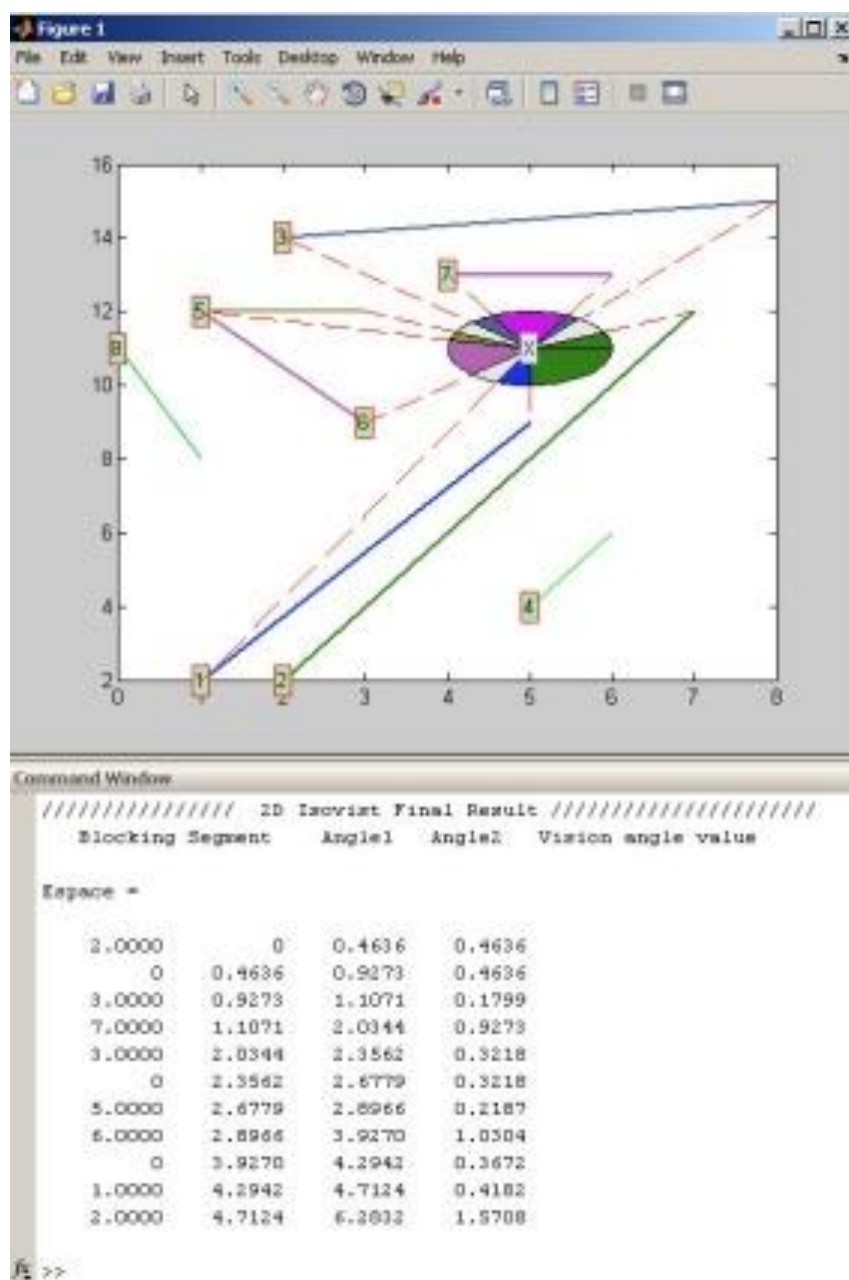 Figure 1
File Edit View Insert Tools Desktop Window Help
16
14
12
10
8
6
4
2
3
7
5
8
X
6
4
1
2
0 1 2 3 4 5 6 7 8
Command Window
//////////////// 2D Isovist Final Result //////////////////////
Blocking Segment Angle1 Angle2 Vision angle value
Espace =
2.0000 0 0.4636 0.4636
0 0.4636 0.9273 0.4636
3.0000 0.9273 1.1071 0.1799
7.0000 1.1071 2.0344 0.9273
3.0000 2.0344 2.3562 0.3218
0 2.3562 2.6779 0.3218
5.0000 2.6779 2.8966 0.2187
6.0000 2.8966 3.9270 1.0304
0 3.9270 4.2942 0.3672
1.0000 4.2942 4.7124 0.4182
2.0000 4.7124 6.2832 1.5708
fx >>